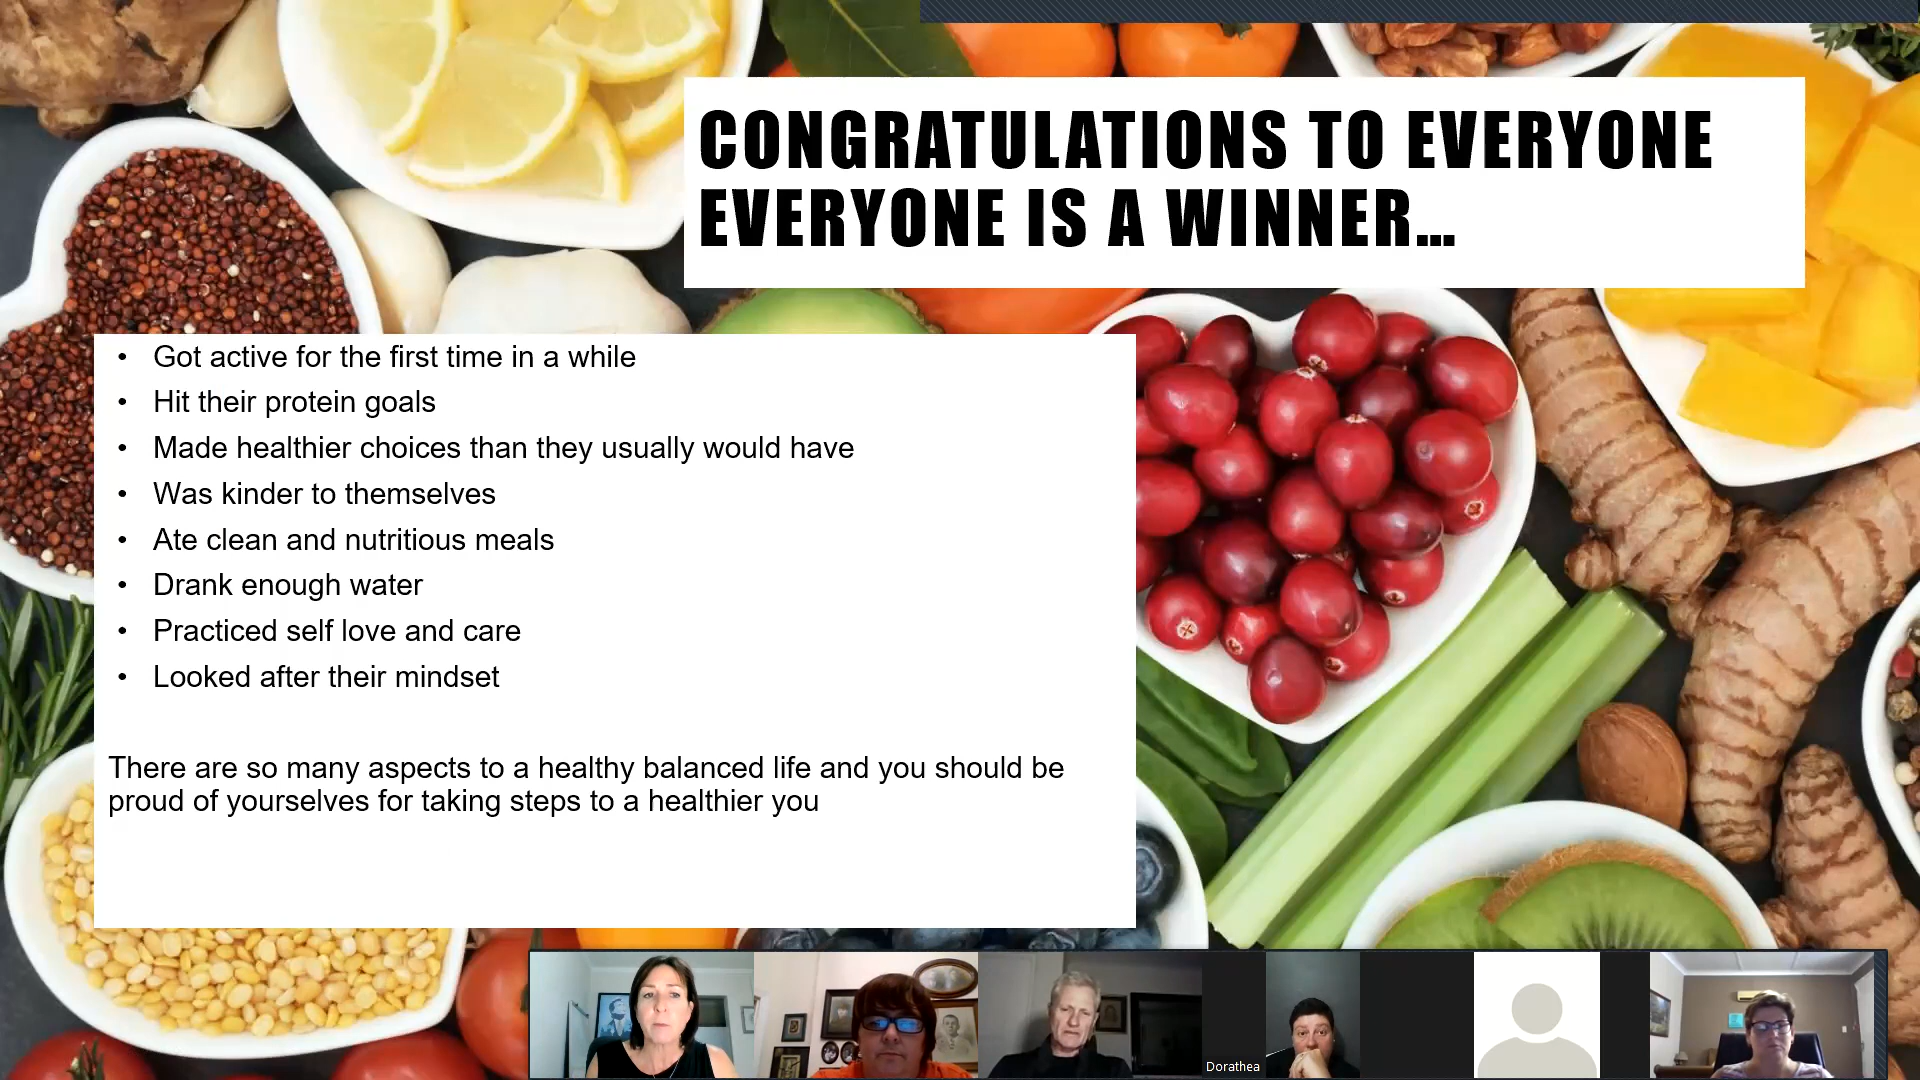 CONGRATULATIONS TO EVERYONE
EVERYONE IS A WINNER...
• Got active for the first time in a while
• Hit their protein goals
• Made healthier choices than they usually would have
• Was kinder to themselves
• Ate clean and nutritious meals
• Drank enough water
• Practiced self love and care
• Looked after their mindset
There are so many aspects to a healthy balanced life and you should be
proud of yourselves for taking steps to a healthier you
Dorathea